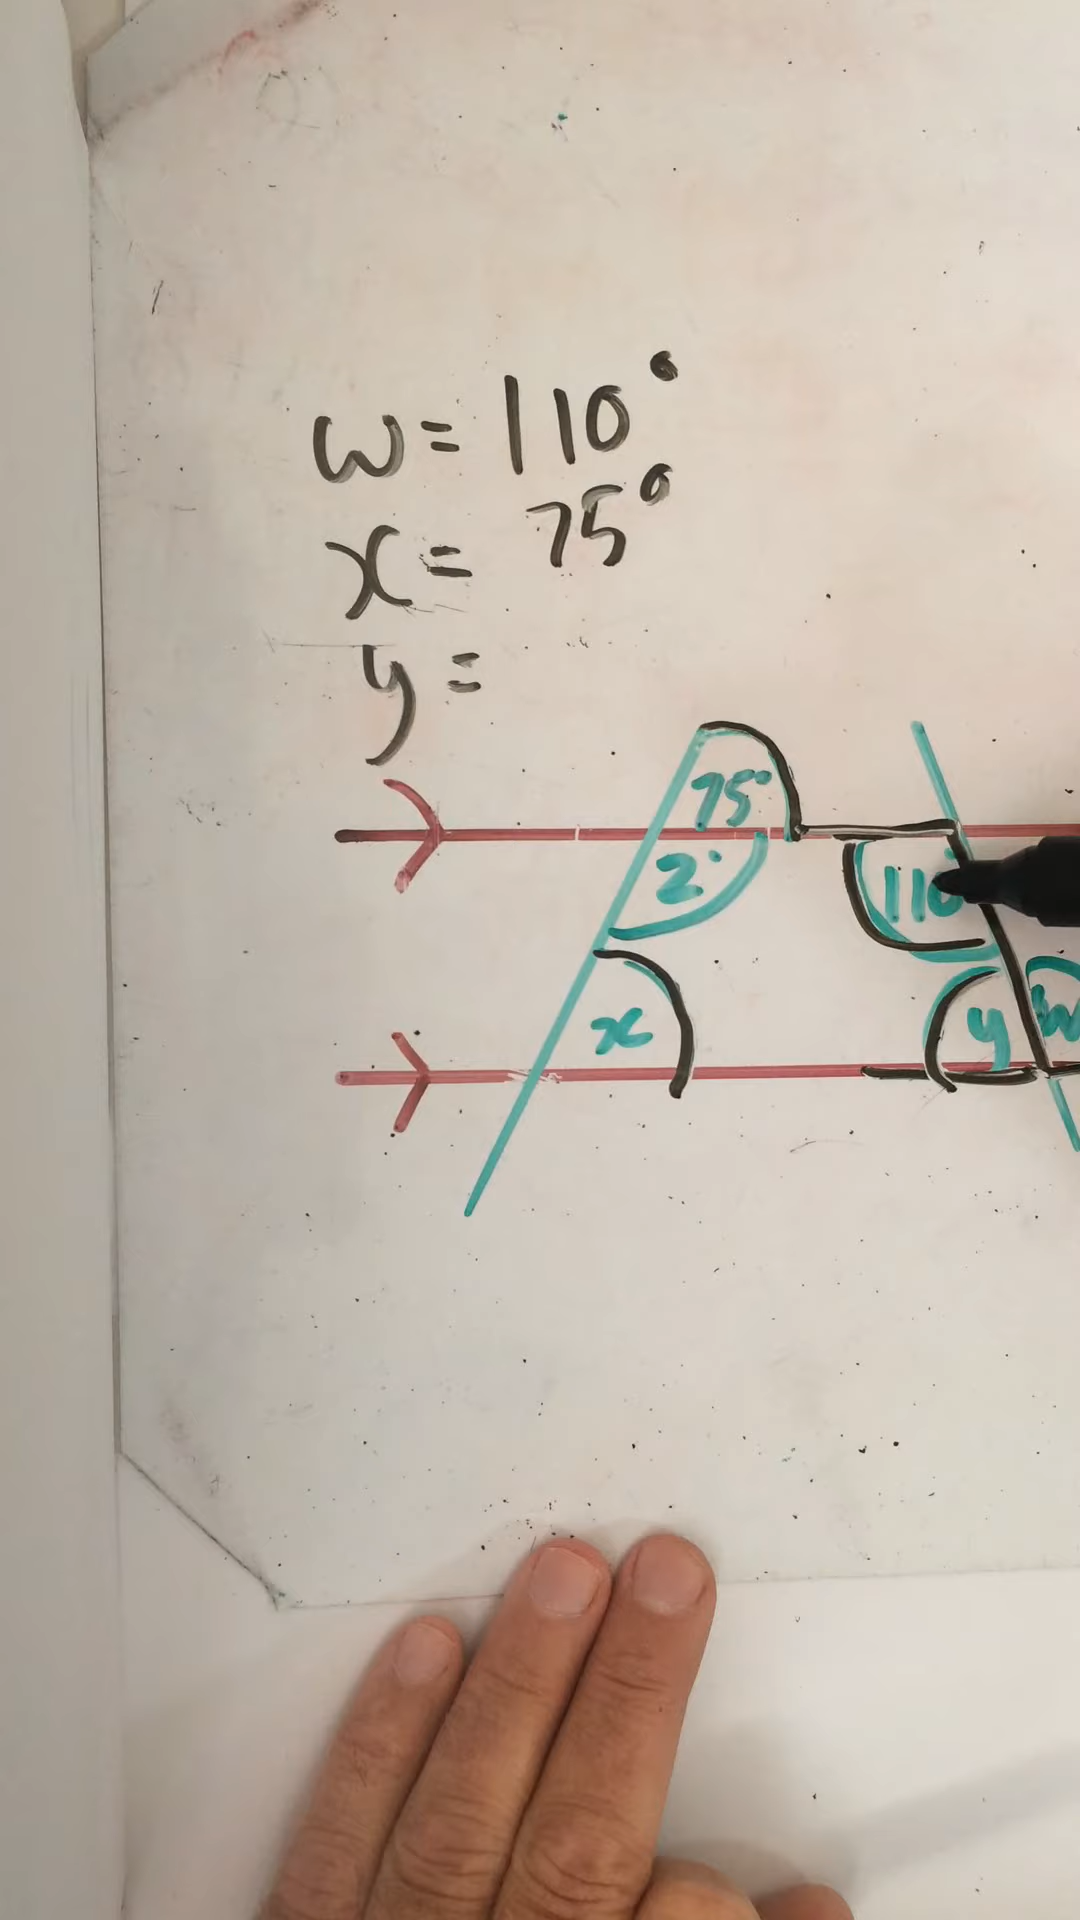 w = 110°
x = 75°
y =
75°
2°
110°
x
y
w